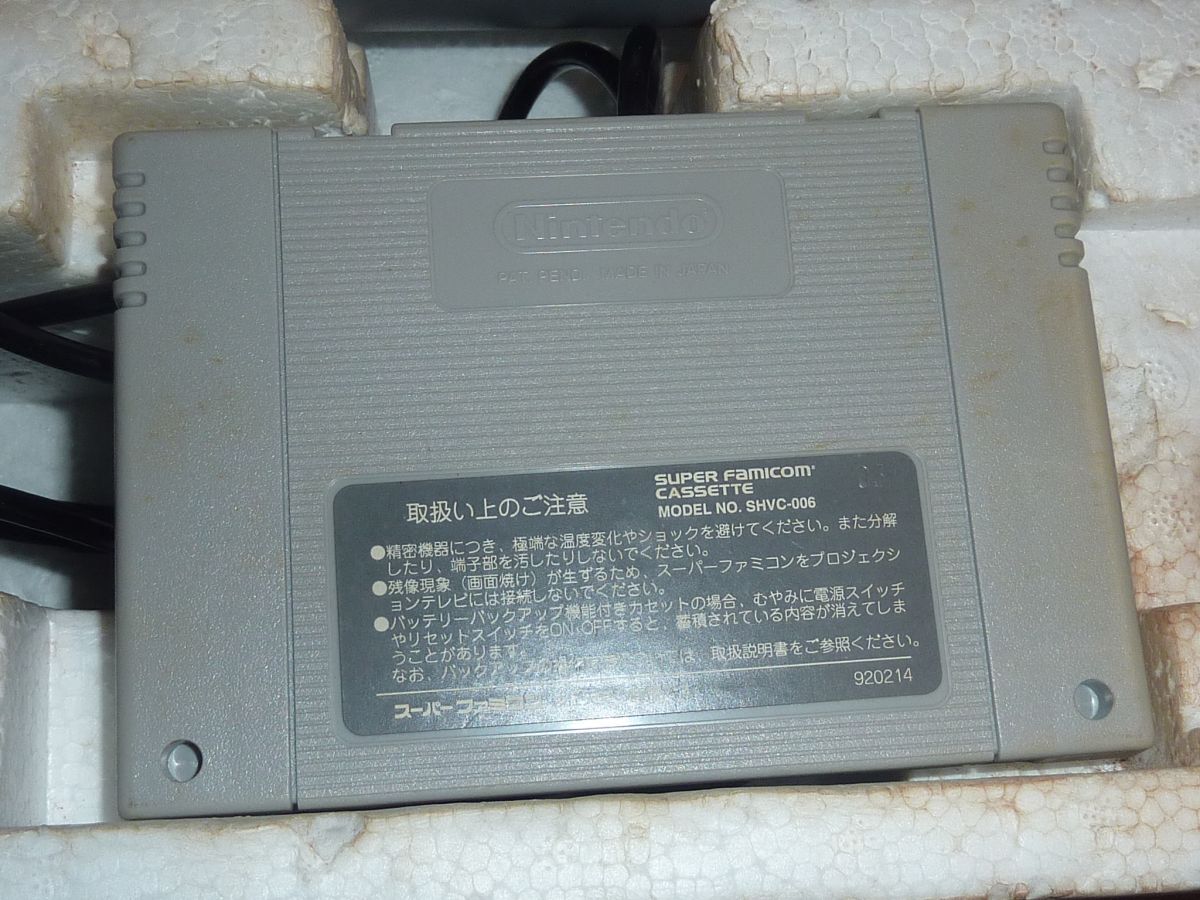 Nintendo®
PAT. PEND. MADE IN JAPAN
取扱い上のご注意
SUPER FAMICOM®
CASSETTE
MODEL NO. SHVC-006
●精密機器につき、極端な温度変化やショックを避けてください。また分解
したり、端子部を汚したりしないでください。
●残像現象（画面焼け）が生ずるため、スーパーファミコンをプロジェクシ
ョンテレビには接続しないでください。
●バッテリーバックアップ機能付きカセットの場合、むやみに電源スイッチ
やリセットスイッチをON・OFFすると、蓄積されている内容が消えてしま
うことがあります。
なお、バックアップ は、取扱説明書をご参照ください。
920214
スーパーファミコン